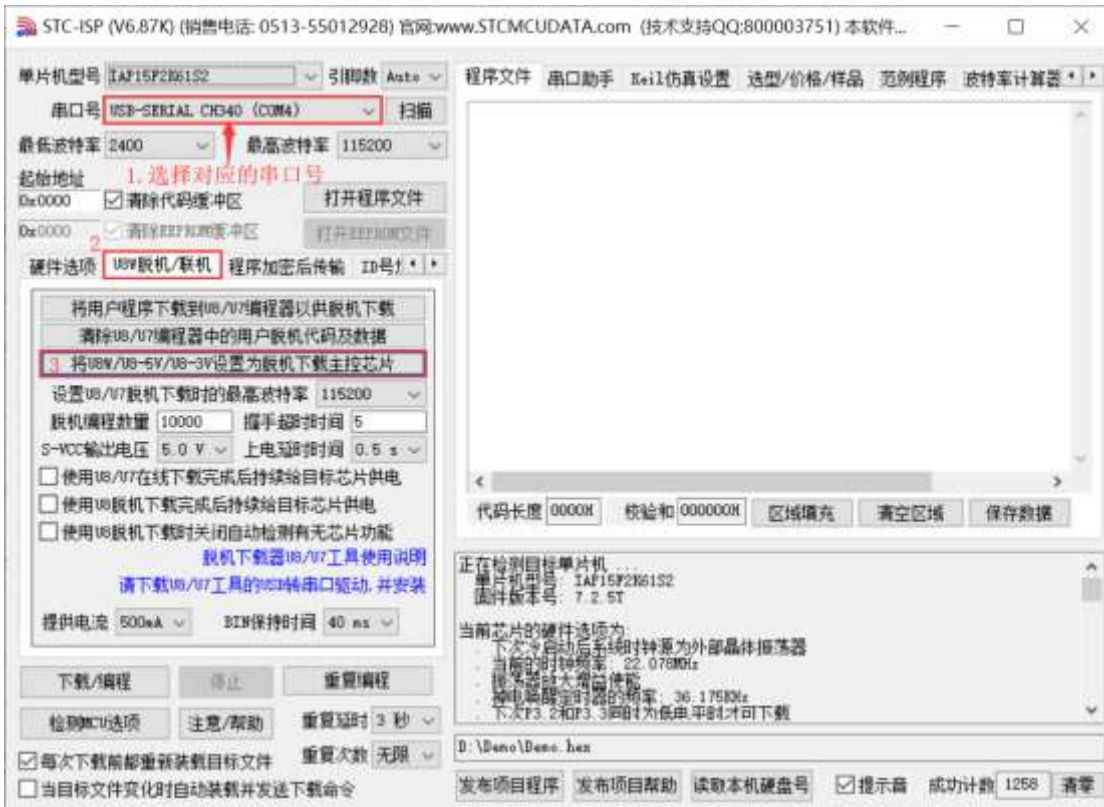 STC-ISP (V6.87K) (销售电话: 0513-55012928) 官网:www.STCMCUDATA.com (技术支持QQ:800003751) 本软件...
单片机型号 IAP15F2K61S2 引脚数 Auto
串口号 USB-SERIAL CH340 (COM4) 扫描
最低波特率 2400 最高波特率 115200
1.选择对应的串口号
起始地址
0x0000 清除代码缓冲区 打开程序文件
0x0000 清除EEPROM缓冲区 打开EEPROM文件
2
硬件选项 U8W脱机/联机 程序加密后传输 ID号
将用户程序下载到U8/U7编程器以供脱机下载
清除U8/U7编程器中的用户脱机代码及数据
3 将U8W/U8-5V/U8-3V设置为脱机下载主控芯片
设置U8/U7脱机下载时的最高波特率 115200
脱机编程数量 10000 握手超时时间 5
S-VCC输出电压 5.0 V 上电延时时间 0.5 s
使用U8/U7在线下载完成后持续给目标芯片供电
使用U8脱机下载完成后持续给目标芯片供电
使用U8脱机下载时关闭自动检测有无芯片功能
脱机下载器U8/U7工具使用说明
请下载U8/U7工具的USB转串口驱动,并安装
提供电流 500mA BIN保持时间 40 ms
下载/编程 停止 重复编程
检测MCU选项 注意/帮助 重复延时 3 秒
每次下载前都重新装载目标文件 重复次数 无限
当目标文件变化时自动装载并发送下载命令
程序文件 串口助手 Keil仿真设置 选型/价格/样品 范例程序 波特率计算器
代码长度 0000H 校验和 000000H 区域填充 清空区域 保存数据
正在检测目标单片机 ...
单片机型号: IAP15F2K61S2
固件版本号: 7.2.5T
当前芯片的硬件选项为:
. 下次冷启动后系统时钟源为外部晶体振荡器
. 当前的时钟频率: 22.078MHz
. 振荡器的大增益使能
. 掉电唤醒定时器的频率: 36.175KHz
. 下次P3.2和P3.3同时为低电平时才可下载
D:\Demo\Demo.hex
发布项目程序 发布项目帮助 读取本机硬盘号 提示音 成功计数 1258 清零